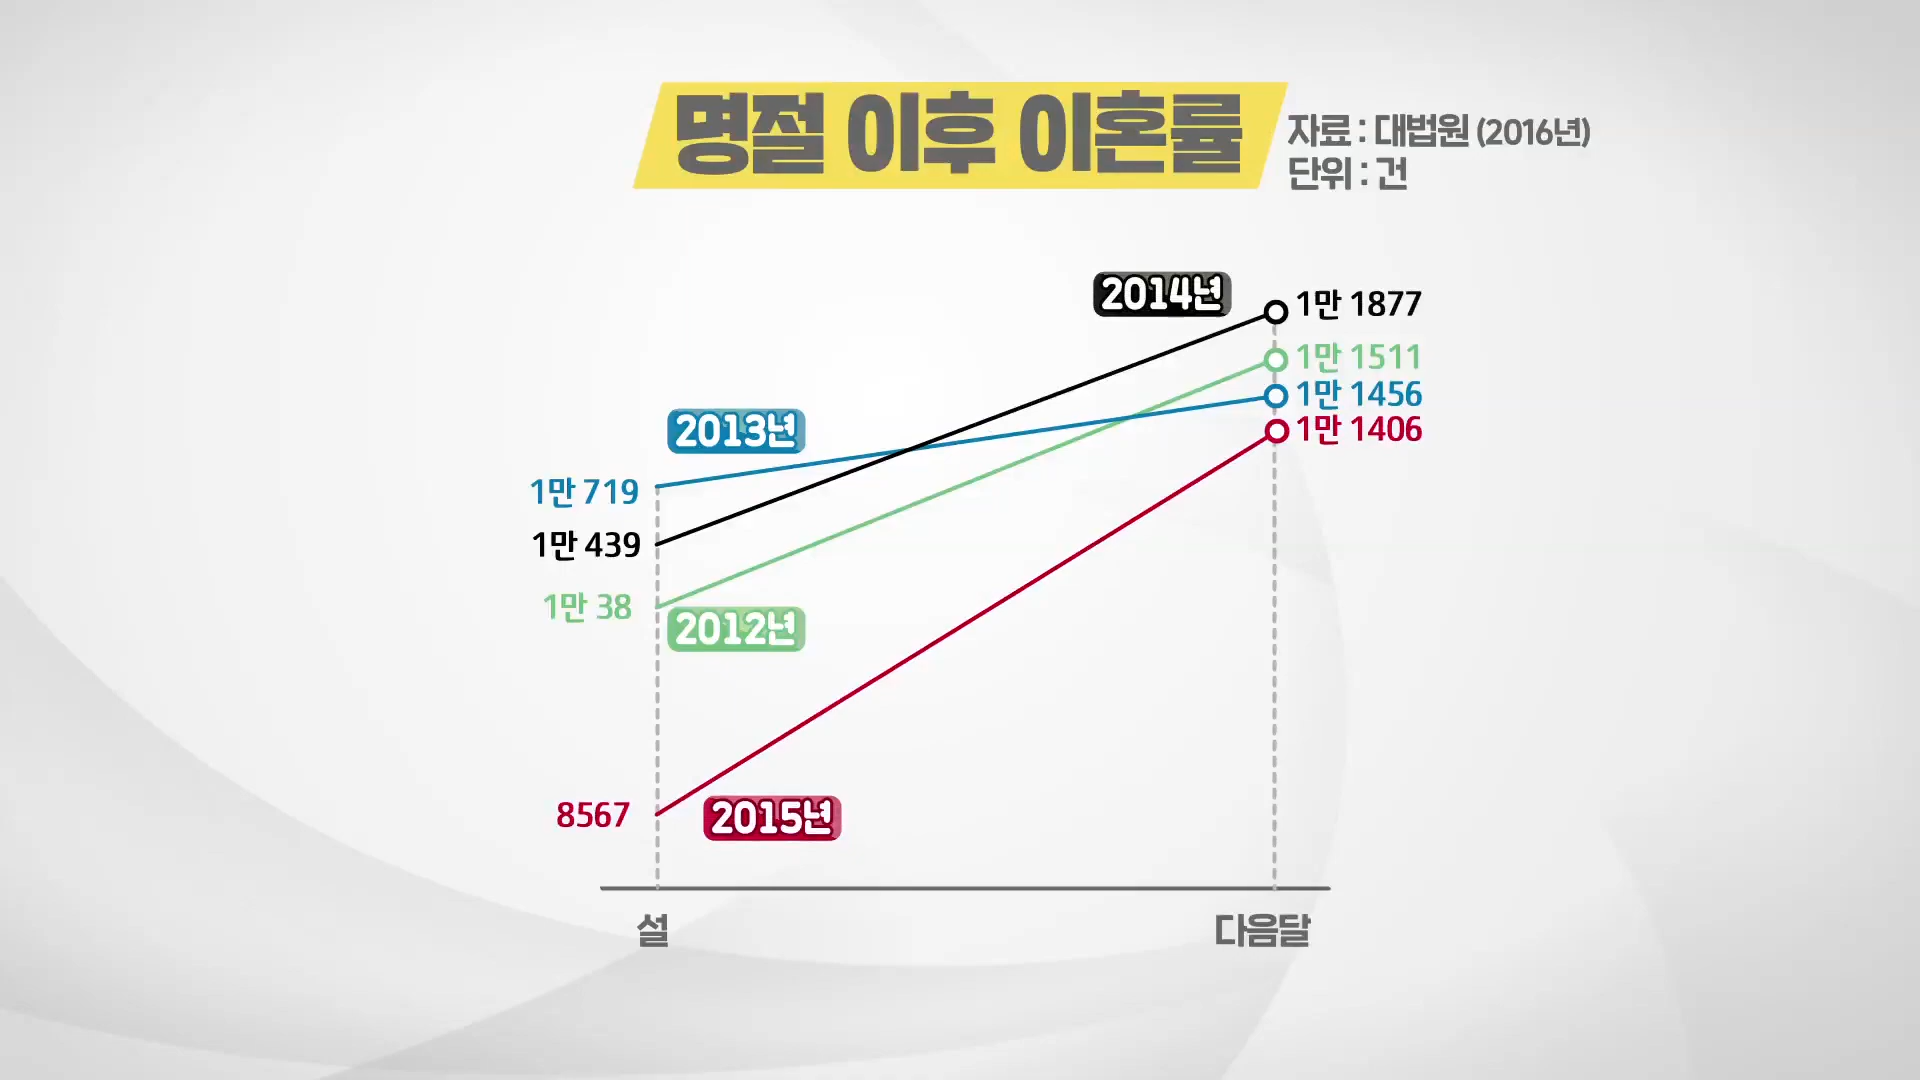 명절 이후 이혼률
자료 : 대법원 (2016년)
단위 : 건
2014년
1만 1877
1만 1511
2013년
1만 1456
1만 1406
1만 719
1만 439
1만 38
2012년
8567
2015년
설
다음달